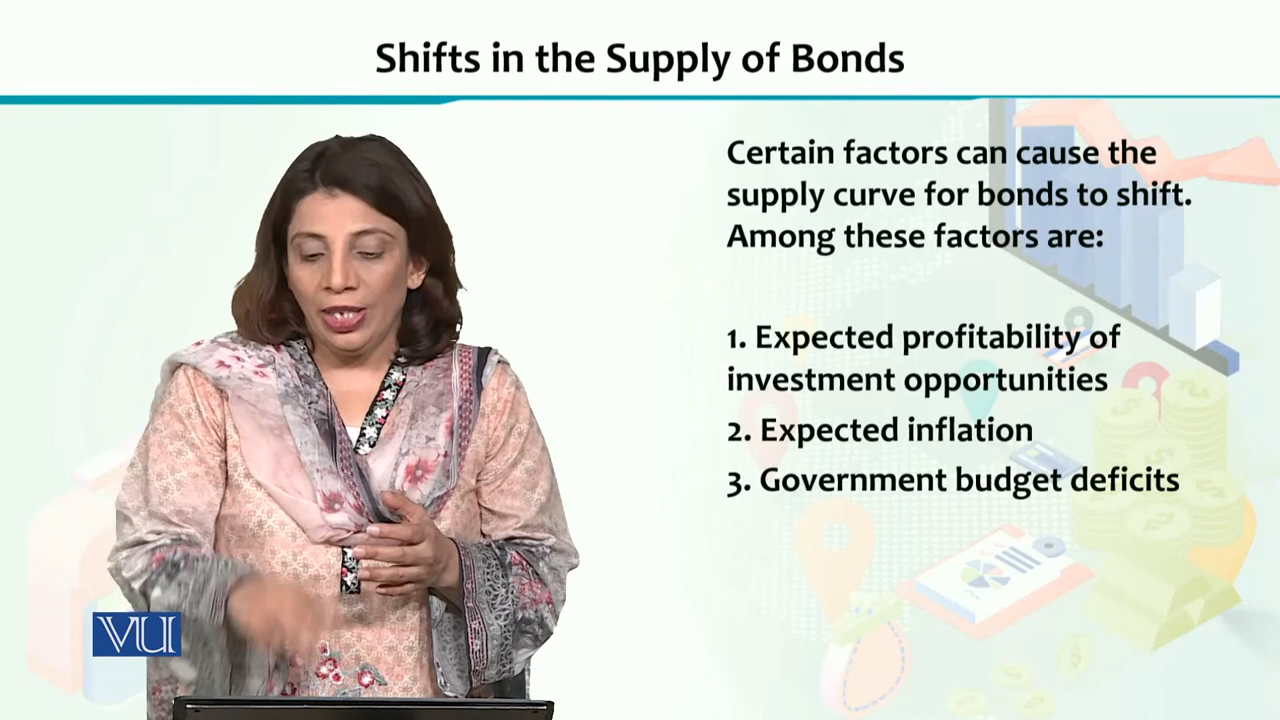 Shifts in the Supply of Bonds
Certain factors can cause the
supply curve for bonds to shift.
Among these factors are:
1. Expected profitability of
investment opportunities
2. Expected inflation
3. Government budget deficits
VU